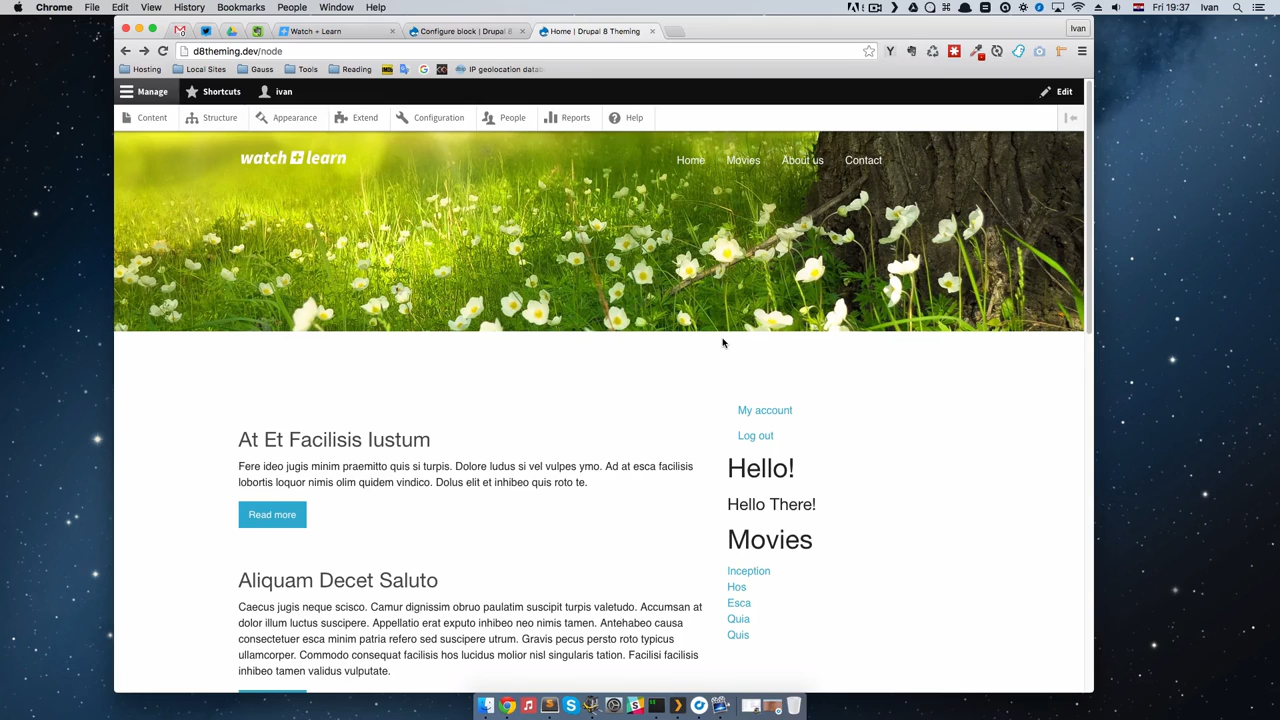 Chrome File Edit View History Bookmarks People Window Help Fri 19:37 Ivan
Watch + Learn Configure block | Drupal 8 Home | Drupal 8 Theming Ivan
d8theming.dev/node
Hosting Local Sites Gauss Tools Reading IP geolocation datab
Manage Shortcuts ivan Edit
Content Structure Appearance Extend Configuration People Reports Help
watch learn
Home Movies About us Contact
My account
Log out
At Et Facilisis Iustum
Fere ideo jugis minim praemitto quis si turpis. Dolore ludus si vel vulpes ymo. Ad at esca facilisis
lobortis loquor nimis olim quidem vindico. Dolus elit et inhibeo quis roto te.
Read more
Aliquam Decet Saluto
Caecus jugis neque scisco. Camur dignissim obruo paulatim suscipit turpis valetudo. Accumsan at
dolor illum luctus suscipere. Appellatio erat exputo inhibeo neo nimis tamen. Antehabeo causa
consectetuer esca minim patria refero sed suscipere utrum. Gravis pecus persto roto typicus
ullamcorper. Commodo consequat facilisis hos lucidus molior nisl singularis tation. Facilisi facilisis
inhibeo tamen validus vulputate.
Hello!
Hello There!
Movies
Inception
Hos
Esca
Quia
Quis